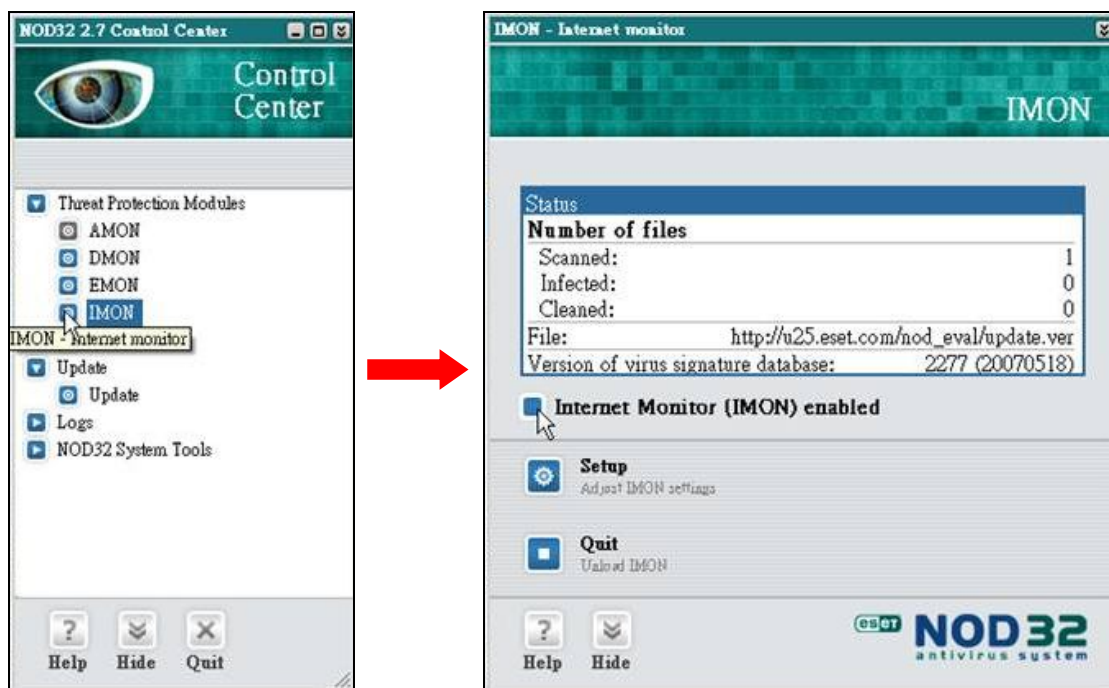 NOD32 2.7 Control Center
Control
Center
Threat Protection Modules
AMON
DMON
EMON
IMON
IMON - Internet monitor
Update
Update
Logs
NOD32 System Tools
Help Hide Quit
IMON - Internet monitor
IMON
Status
Number of files
Scanned: 1
Infected: 0
Cleaned: 0
File: http://u25.eset.com/nod_eval/update.ver
Version of virus signature database: 2277 (20070518)
Internet Monitor (IMON) enabled
Setup
Adjust IMON settings
Quit
Unload IMON
Help Hide
eseT NOD32
antivirus system